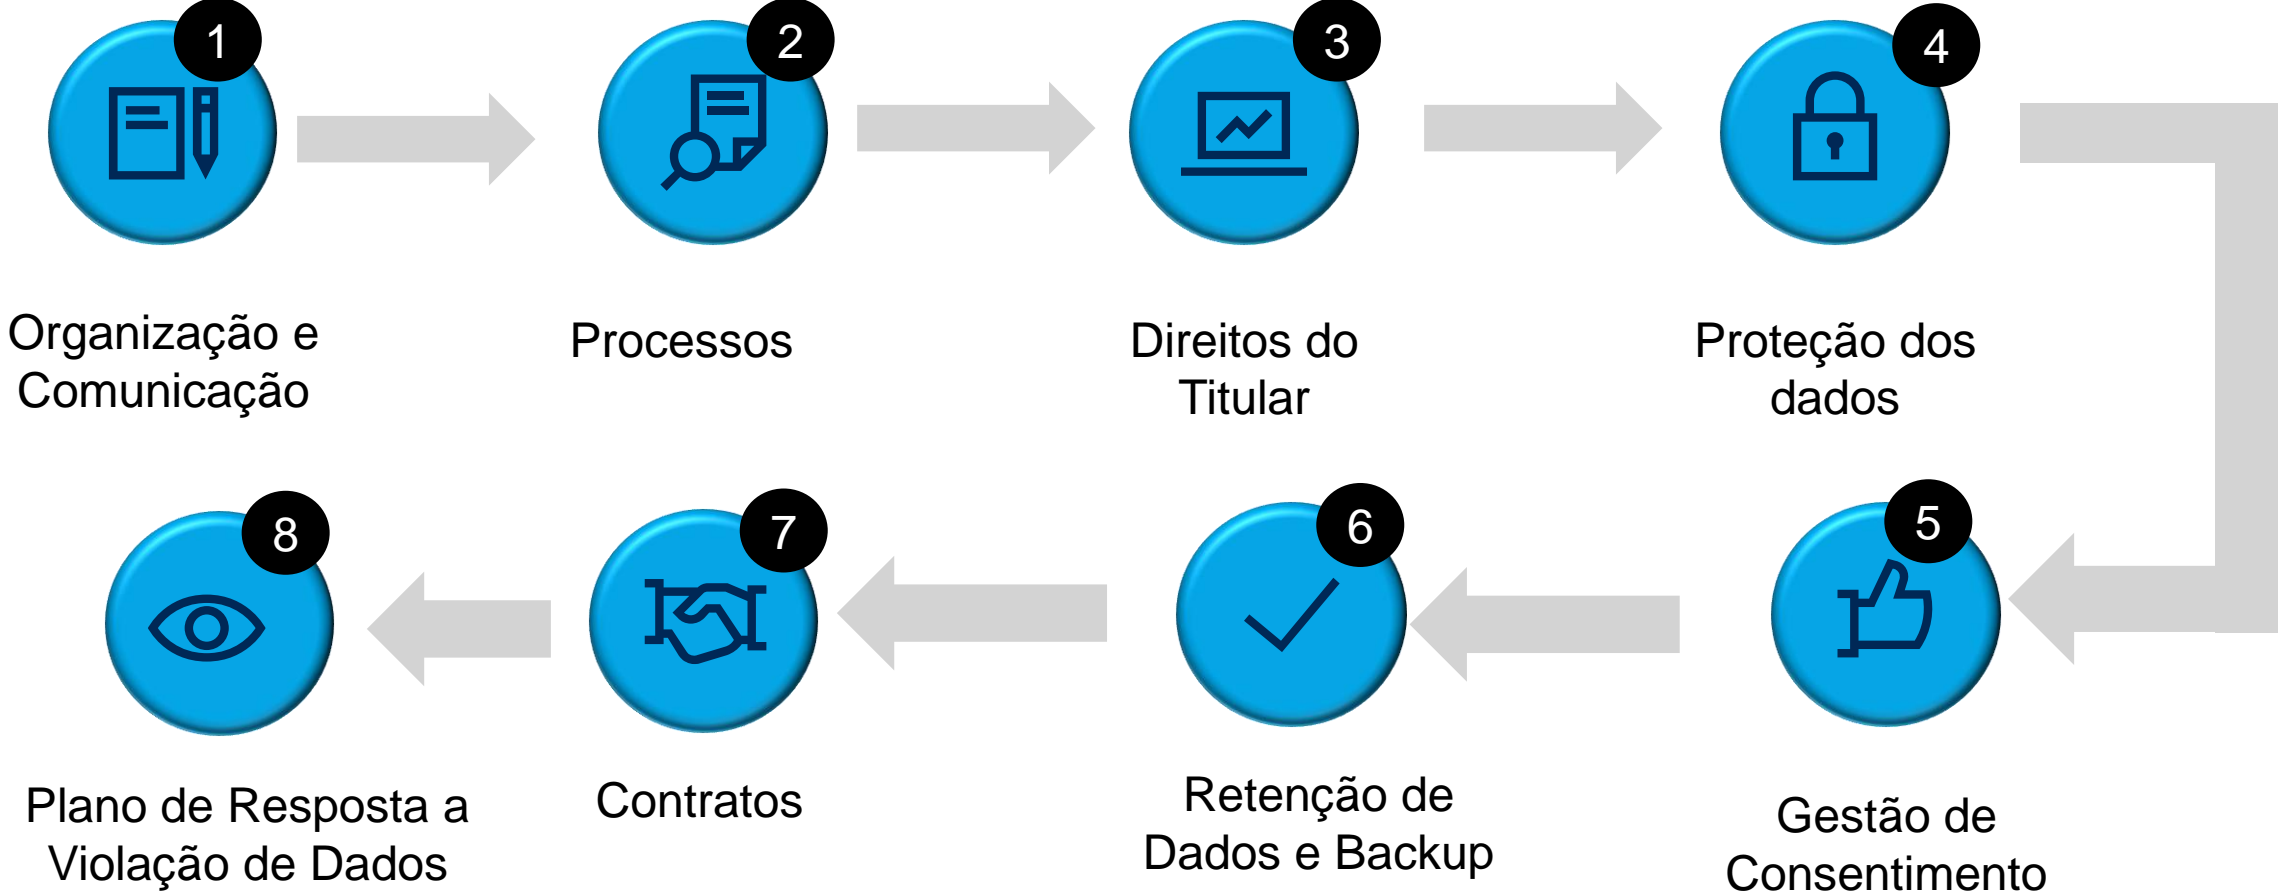 1
Organização e
Comunicação
2
Processos
3
Direitos do
Titular
4
Proteção dos
dados
5
Gestão de
Consentimento
6
Retenção de
Dados e Backup
7
Contratos
8
Plano de Resposta a
Violação de Dados